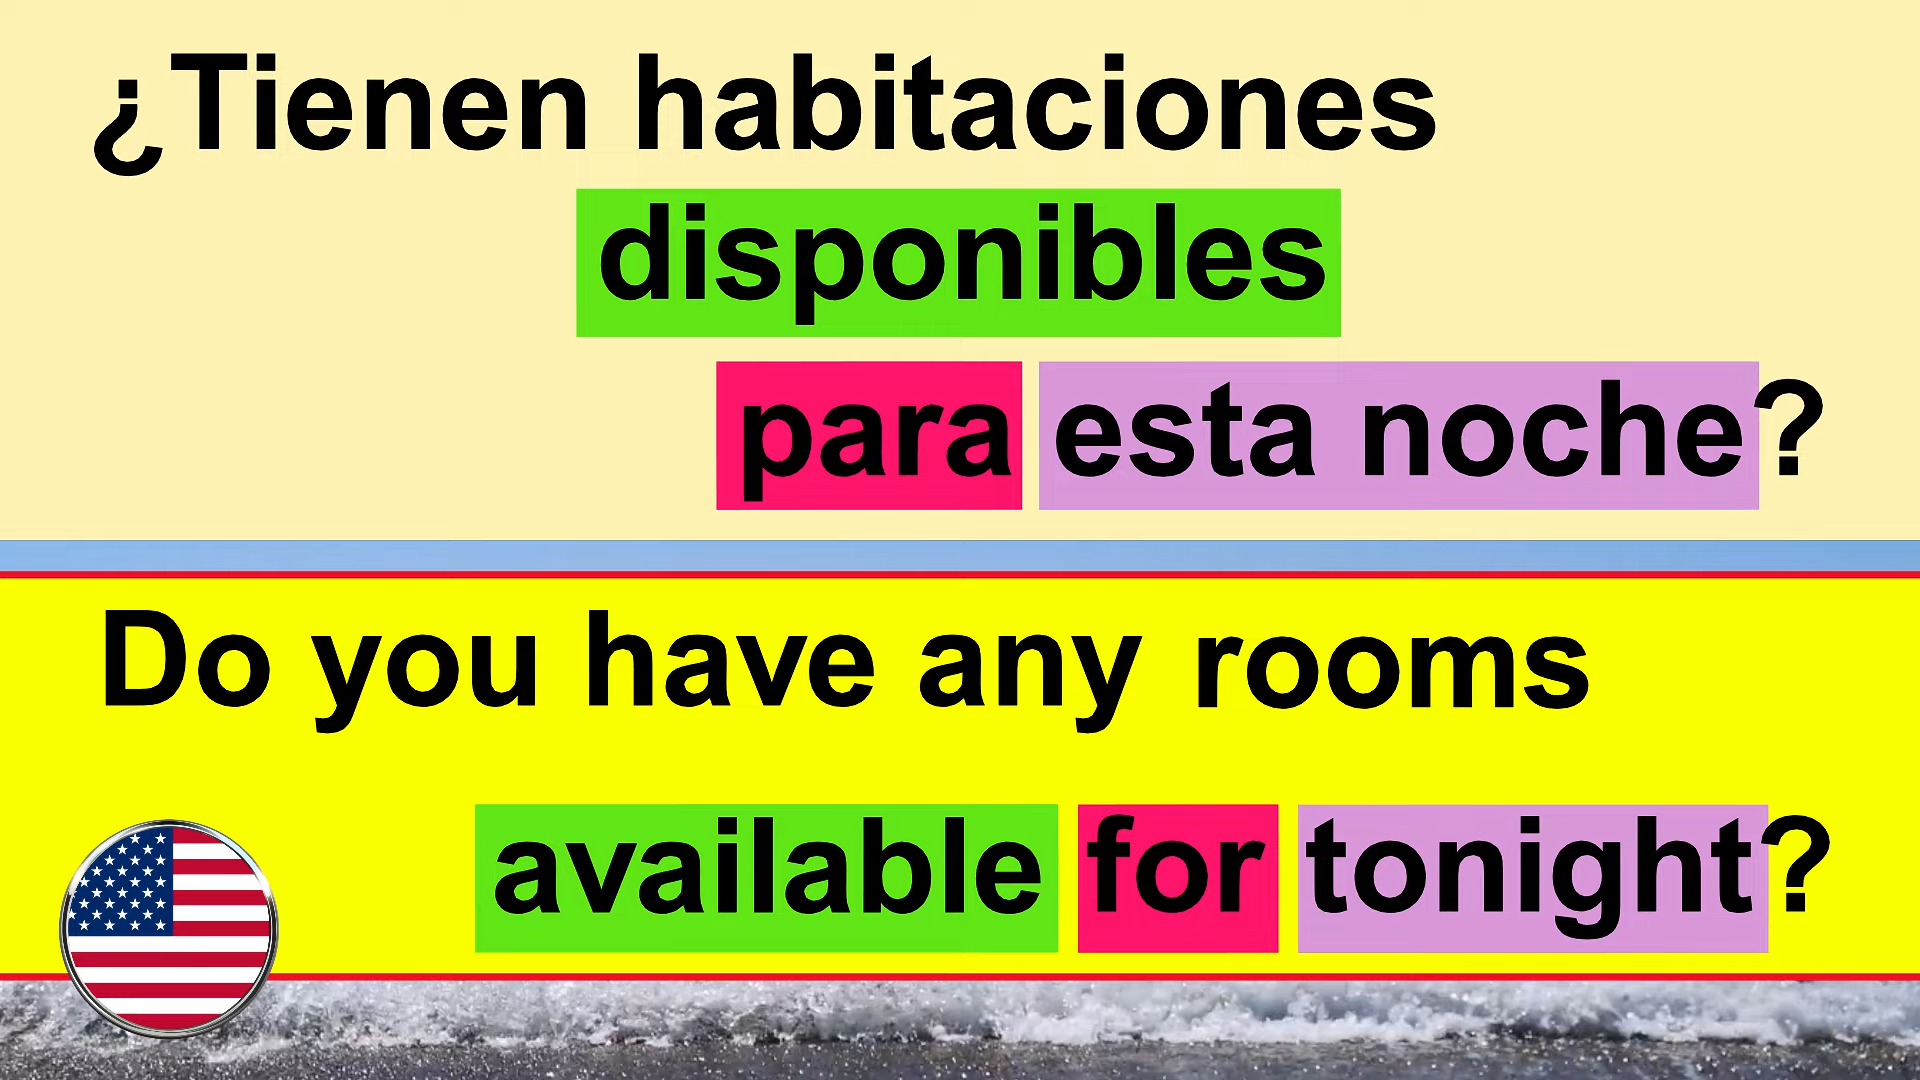 ¿Tienen habitaciones
disponibles
para esta noche?
Do you have any rooms
available for tonight?